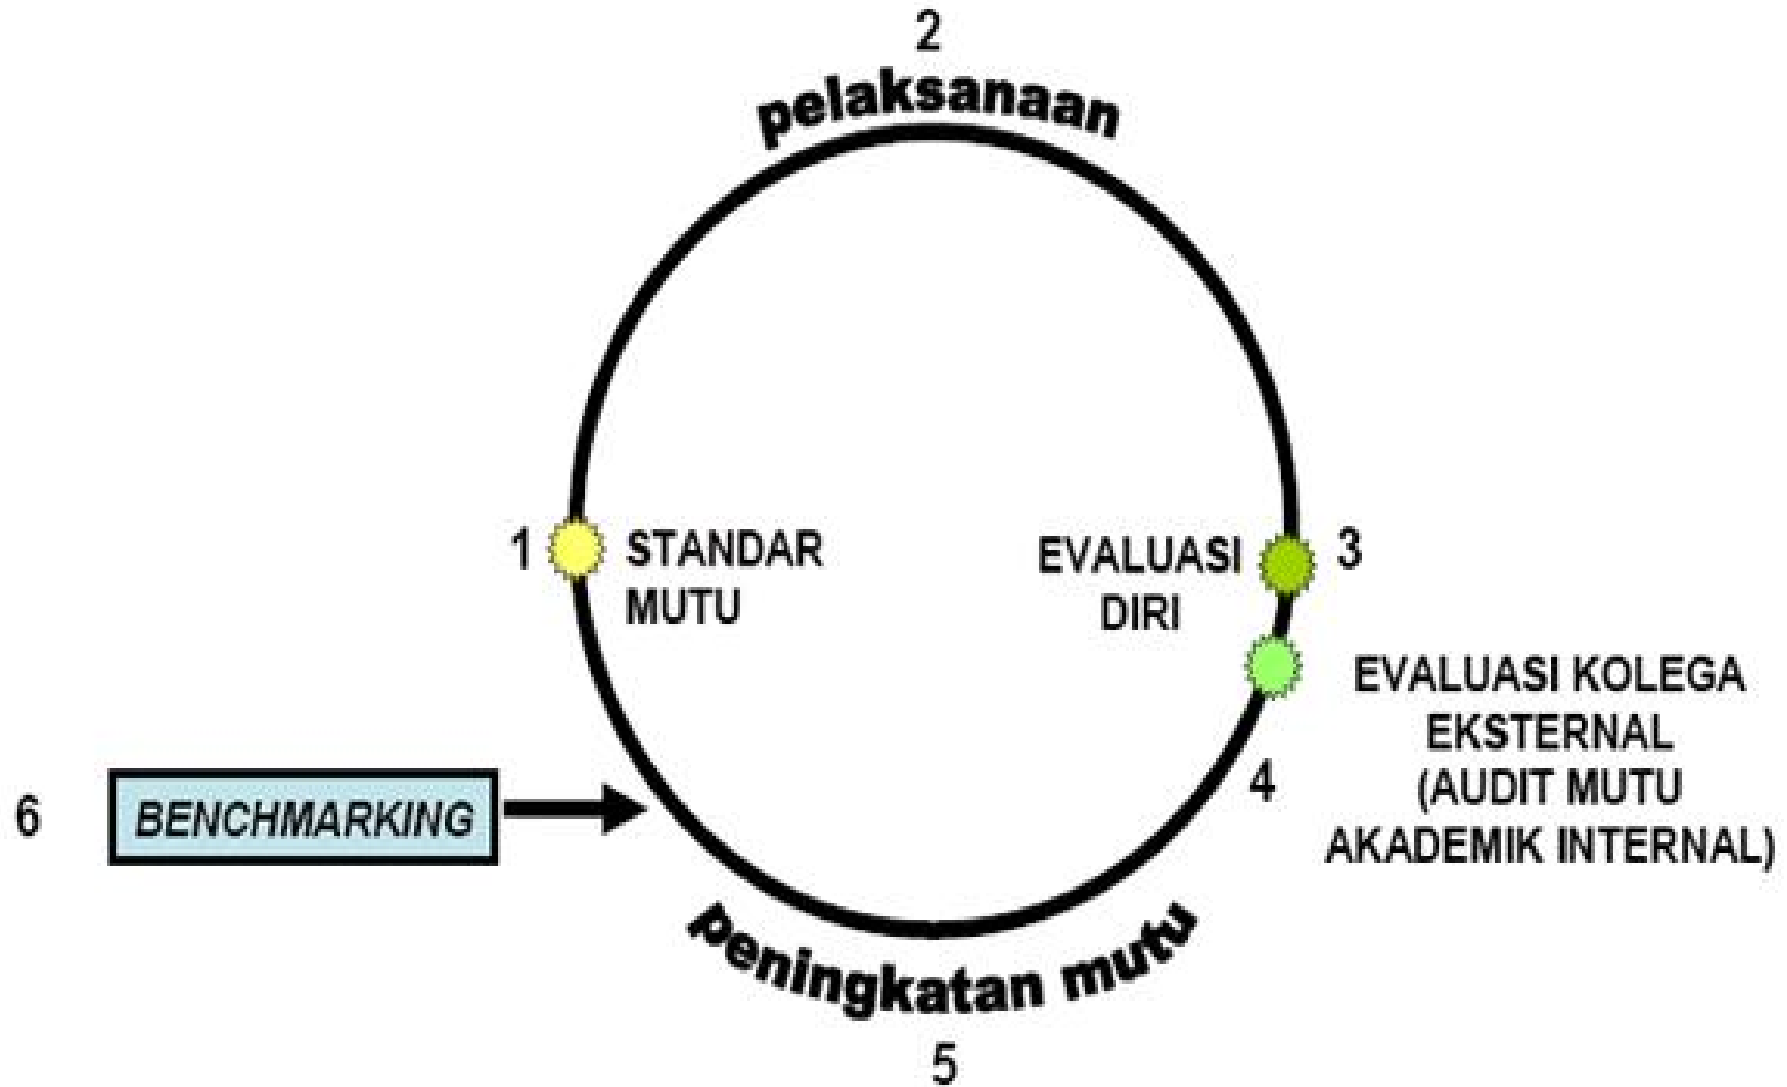 2
pelaksanaan
1
STANDAR
MUTU
EVALUASI
DIRI
3
EVALUASI KOLEGA
EKSTERNAL
(AUDIT MUTU
AKADEMIK INTERNAL)
4
6
BENCHMARKING
peningkatan mutu
5